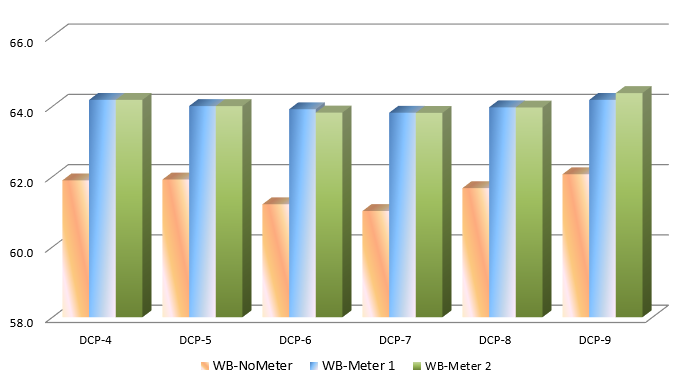 66.0
64.0
62.0
60.0
58.0
DCP-4 DCP-5 DCP-6 DCP-7 DCP-8 DCP-9
WB-NoMeter WB-Meter 1 WB-Meter 2